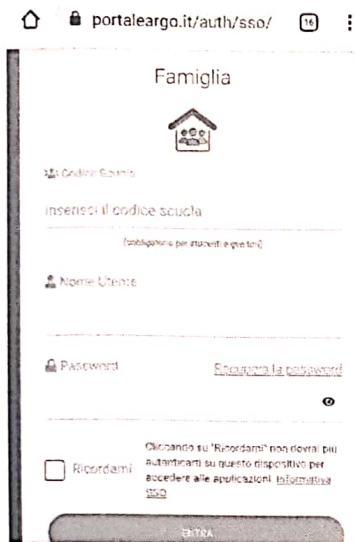 portaleargo.it/auth/sso/ 16
Famiglia
Codice Scuola
Inserisci il codice scuola
(obbligatorio per studenti e genitori)
Nome Utente
Password Recupera la password
Cliccando su "Ricordami" non dovrai più
autenticarti su questo dispositivo per
Ricordami
accedere alle applicazioni. Informativa
SSO
ENTRA